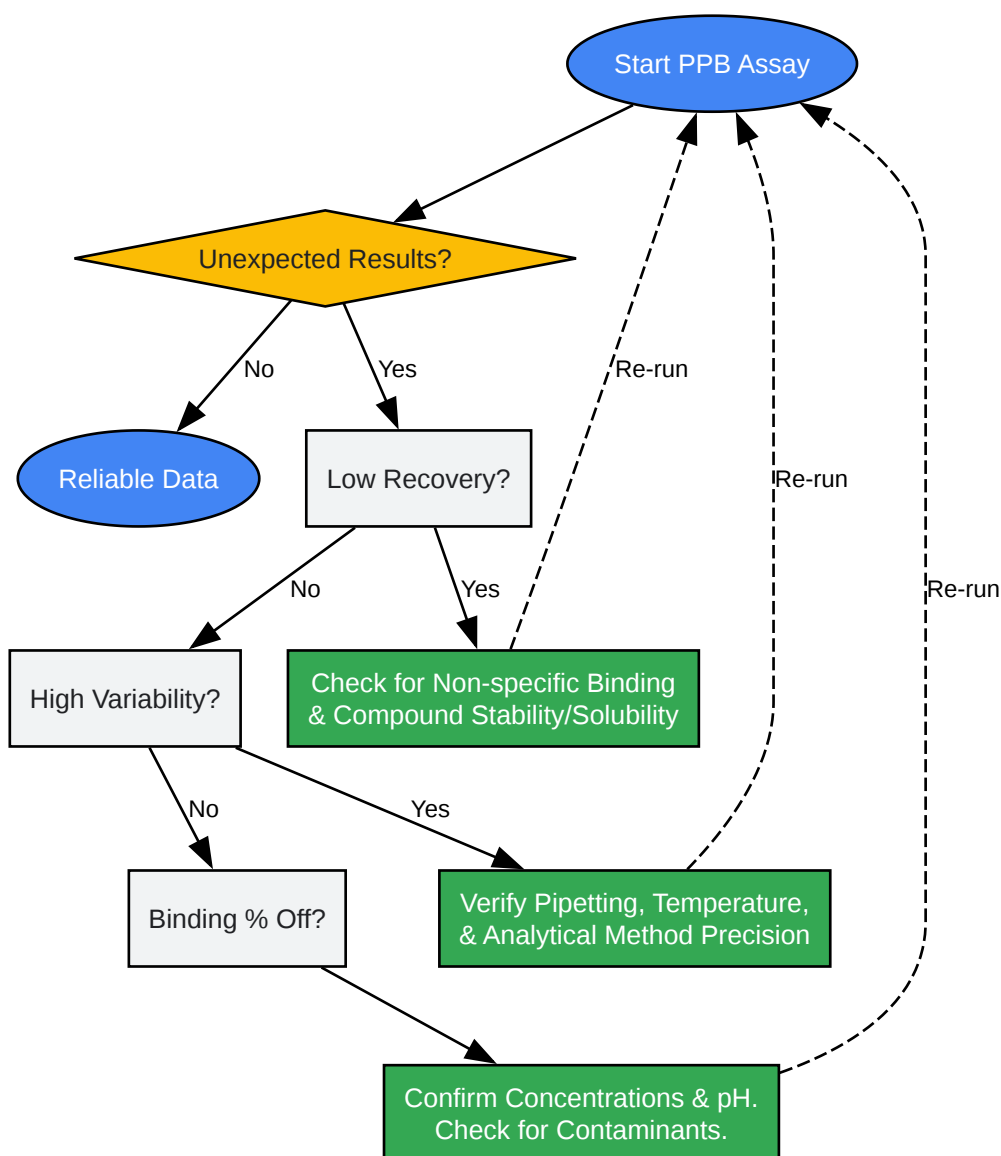 Start PPB Assay
Unexpected Results?
No
Yes
Re-run
Reliable Data
Low Recovery?
Re-run
No
Yes
Re-run
High Variability?
Check for Non-specific Binding
& Compound Stability/Solubility
No
Yes
Binding % Off?
Verify Pipetting, Temperature,
& Analytical Method Precision
Confirm Concentrations & pH.
Check for Contaminants.